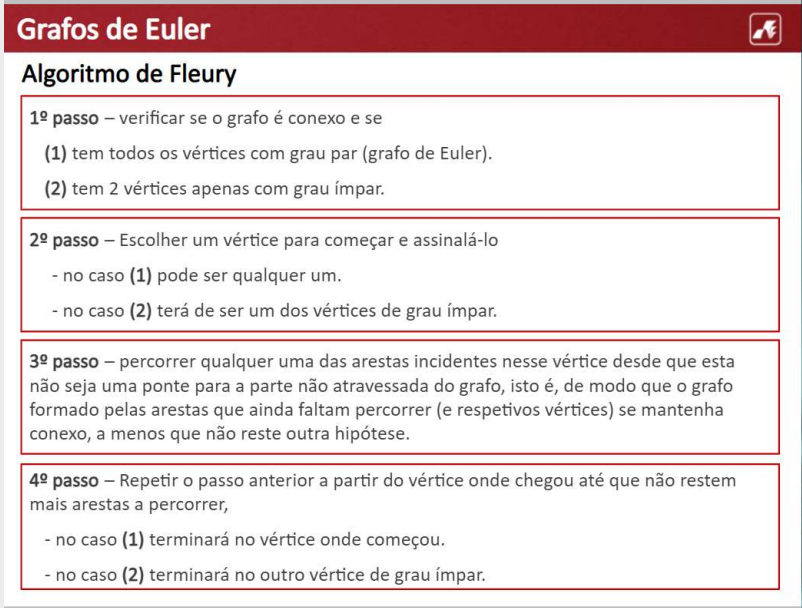 Grafos de Euler
Algoritmo de Fleury
1º passo – verificar se o grafo é conexo e se
(1) tem todos os vértices com grau par (grafo de Euler).
(2) tem 2 vértices apenas com grau ímpar.
2º passo – Escolher um vértice para começar e assinalá-lo
- no caso (1) pode ser qualquer um.
- no caso (2) terá de ser um dos vértices de grau ímpar.
3º passo – percorrer qualquer uma das arestas incidentes nesse vértice desde que esta
não seja uma ponte para a parte não atravessada do grafo, isto é, de modo que o grafo
formado pelas arestas que ainda faltam percorrer (e respetivos vértices) se mantenha
conexo, a menos que não reste outra hipótese.
4º passo – Repetir o passo anterior a partir do vértice onde chegou até que não restem
mais arestas a percorrer,
- no caso (1) terminará no vértice onde começou.
- no caso (2) terminará no outro vértice de grau ímpar.